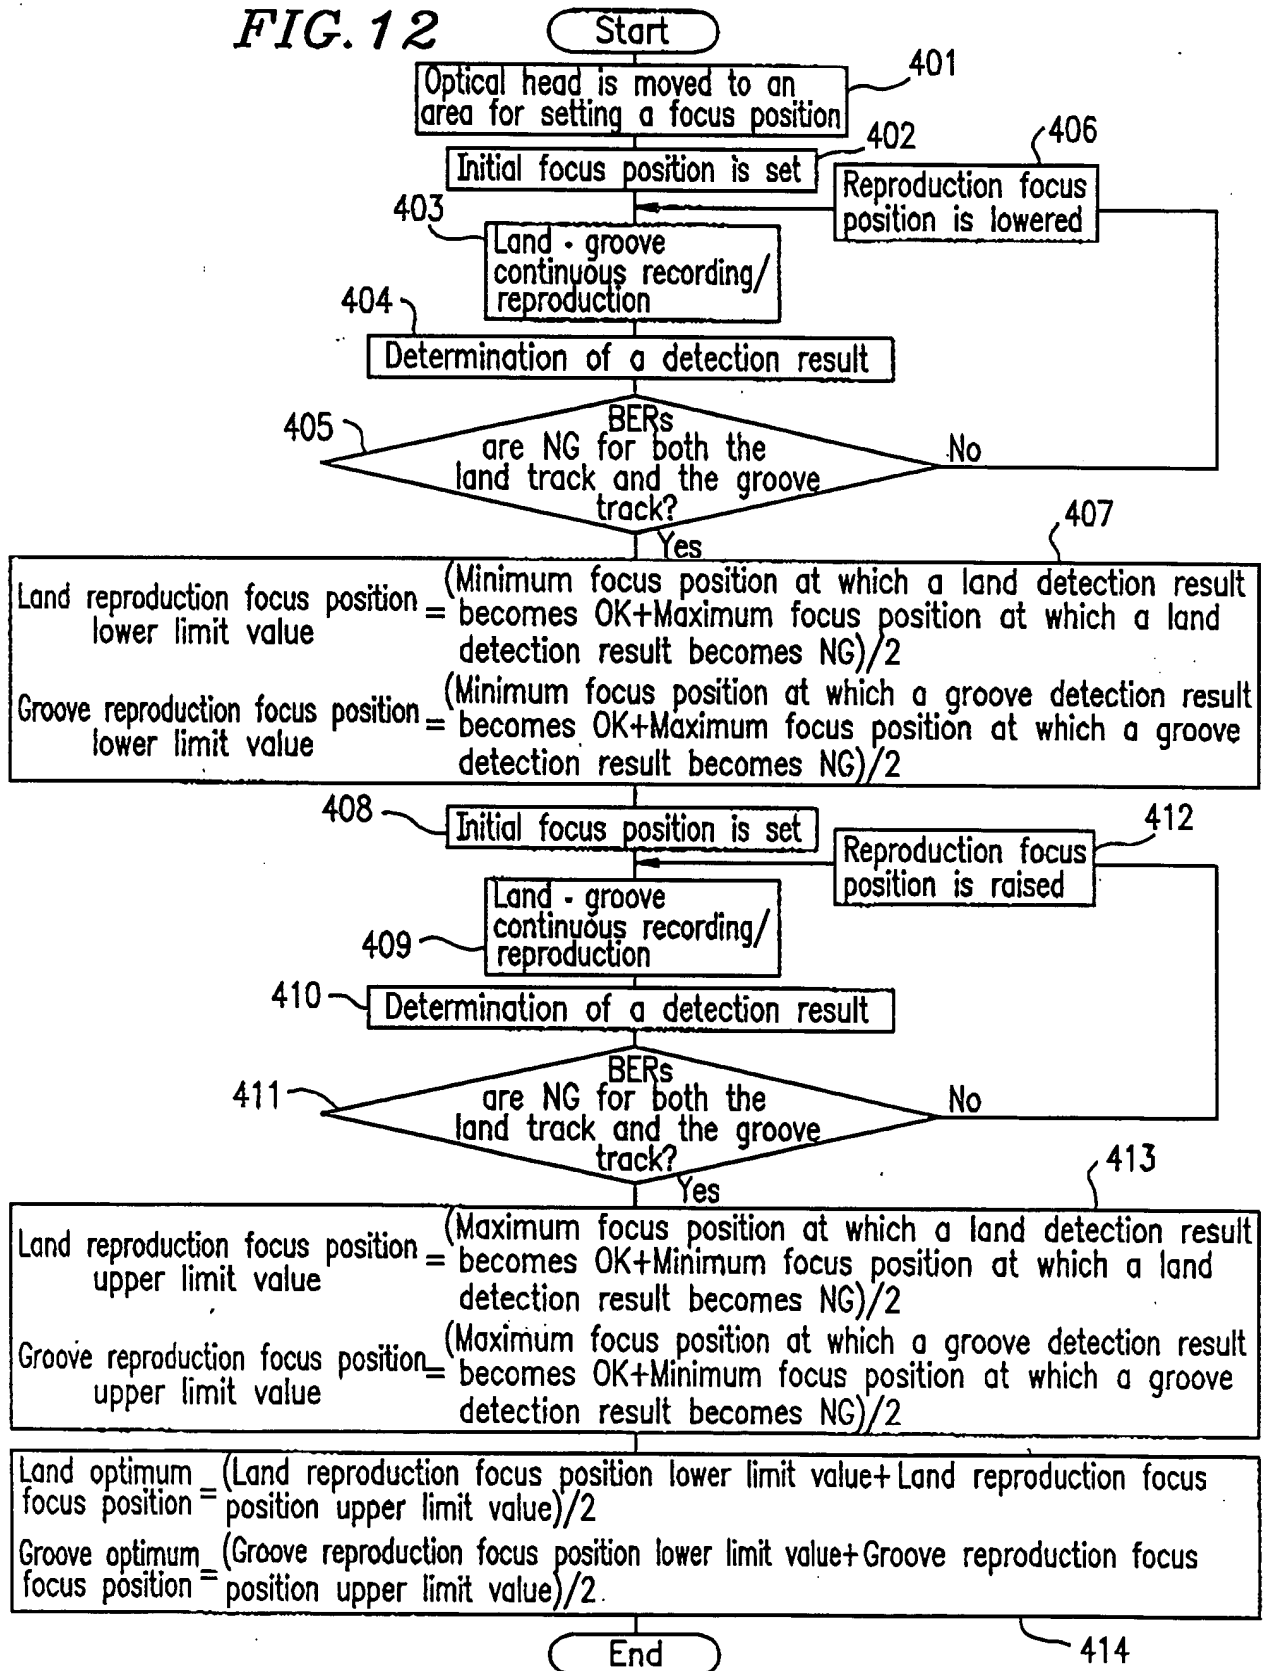 FIG.12
Start
401
Optical head is moved to an
area for setting a focus position
402
Initial focus position is set
406
Reproduction focus
position is lowered
403
Land - groove
continuous recording/
reproduction
404
Determination of a detection result
405
BERs
are NG for both the
land track and the groove
track?
No
Yes
407
Land reproduction focus position
lower limit value
=
(Minimum focus position at which a land detection result
becomes OK+Maximum focus position at which a land
detection result becomes NG)/2
Groove reproduction focus position
lower limit value
=
(Minimum focus position at which a groove detection result
becomes OK+Maximum focus position at which a groove
detection result becomes NG)/2
408
Initial focus position is set
412
Reproduction focus
position is raised
409
Land - groove
continuous recording/
reproduction
410
Determination of a detection result
411
BERs
are NG for both the
land track and the groove
track?
No
Yes
413
Land reproduction focus position
upper limit value
=
(Maximum focus position at which a land detection result
becomes OK+Minimum focus position at which a land
detection result becomes NG)/2
Groove reproduction focus position
upper limit value
=
(Maximum focus position at which a groove detection result
becomes OK+Minimum focus position at which a groove
detection result becomes NG)/2
Land optimum
focus position
=
(Land reproduction focus position lower limit value+Land reproduction focus
position upper limit value)/2
Groove optimum
focus position
=
(Groove reproduction focus position lower limit value+Groove reproduction focus
position upper limit value)/2
414
End